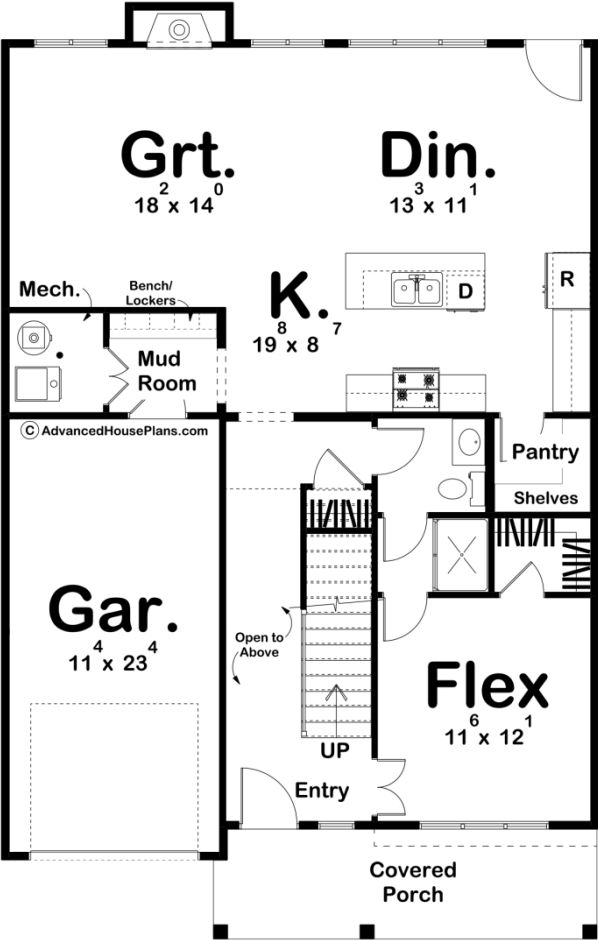 Grt.
18² x 14⁰
Din.
13³ x 11¹
Mech.
Bench/
Lockers
K.
19⁸ x 8⁷
D
R
Mud
Room
© AdvancedHousePlans.com
Pantry
Shelves
Gar.
11⁴ x 23⁴
Open to
Above
UP
Entry
Flex
11⁶ x 12¹
Covered
Porch